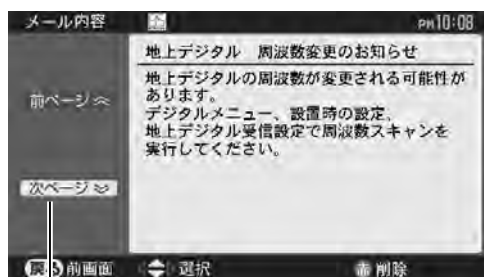 メール内容 PM10:08
地上デジタル 周波数変更のお知らせ
地上デジタルの周波数が変更される可能性が
あります。
デジタルメニュー、設置時の設定、
地上デジタル受信設定で周波数スキャンを
実行してください。
前ページ
次ページ
戻る 前画面 選択 赤 削除